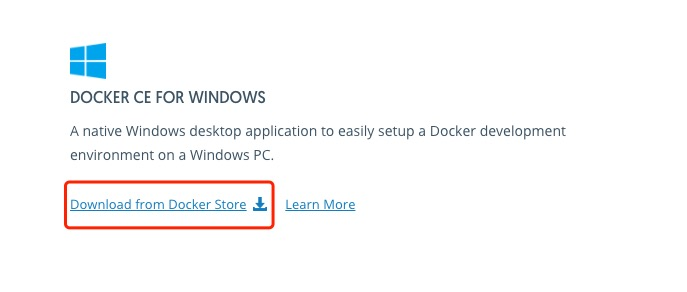 DOCKER CE FOR WINDOWS
A native Windows desktop application to easily setup a Docker development
environment on a Windows PC.
Download from Docker Store Learn More